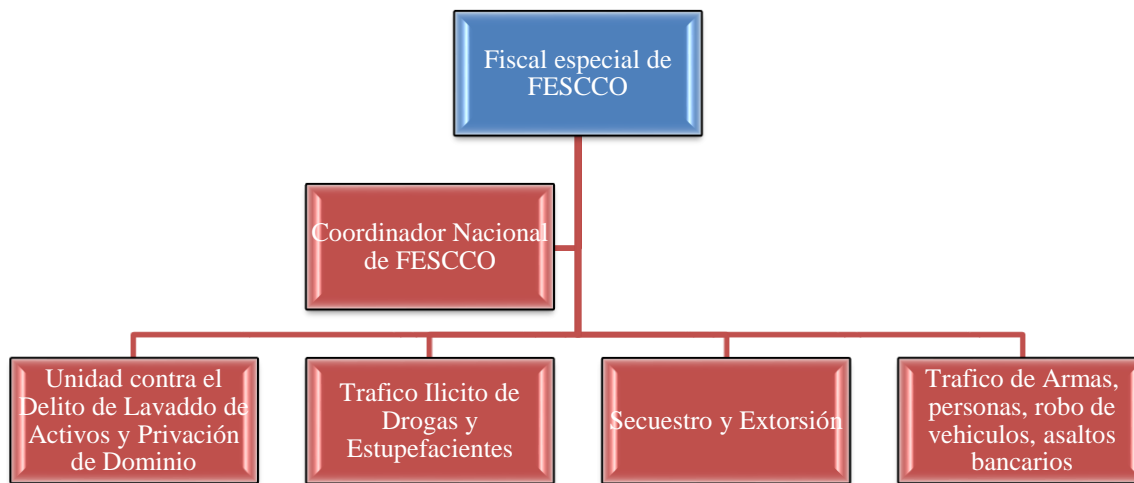 Fiscal especial de
FESCCO
Coordinador Nacional
de FESCCO
Unidad contra el
Delito de Lavaddo de
Activos y Privación
de Dominio
Trafico Ilicito de
Drogas y
Estupefacientes
Secuestro y Extorsión
Trafico de Armas,
personas, robo de
vehiculos, asaltos
bancarios